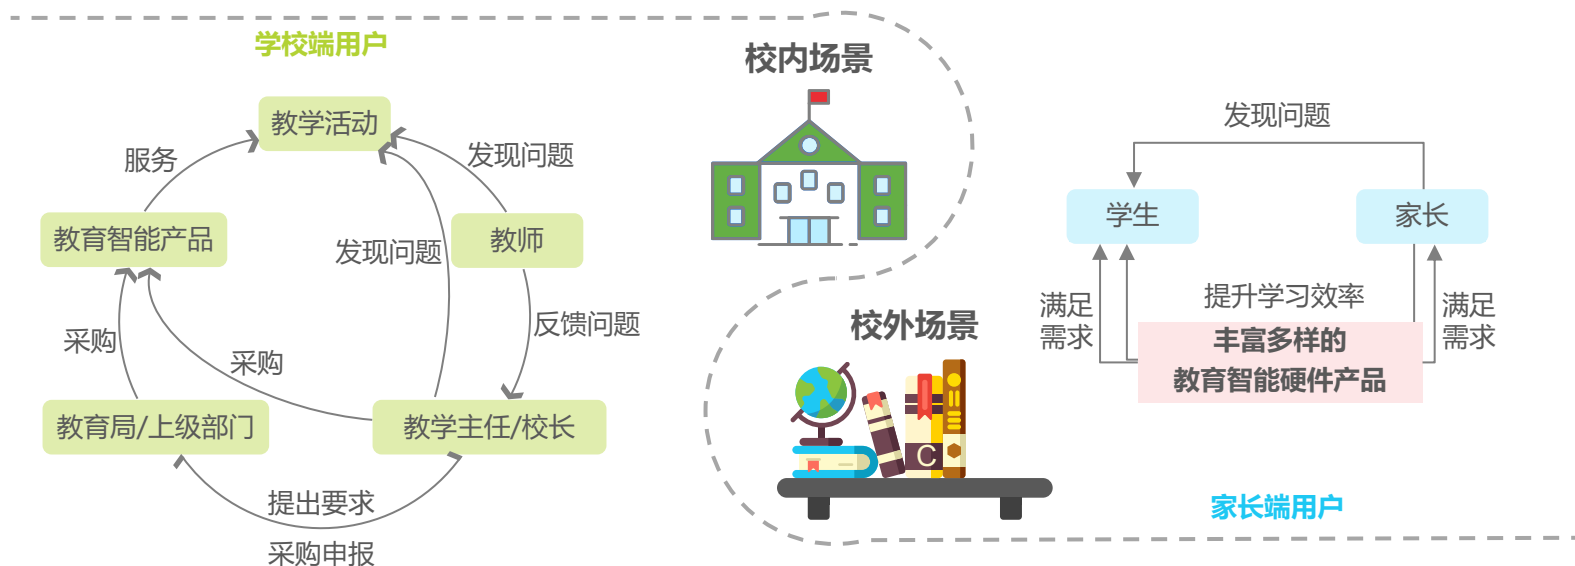 学校端用户
校内场景
教学活动
服务
发现问题
教育智能产品
发现问题
教师
采购
采购
反馈问题
教育局/上级部门
教学主任/校长
提出要求
采购申报
校外场景
C
发现问题
学生
家长
满足
需求
提升学习效率
满足
需求
丰富多样的
教育智能硬件产品
家长端用户